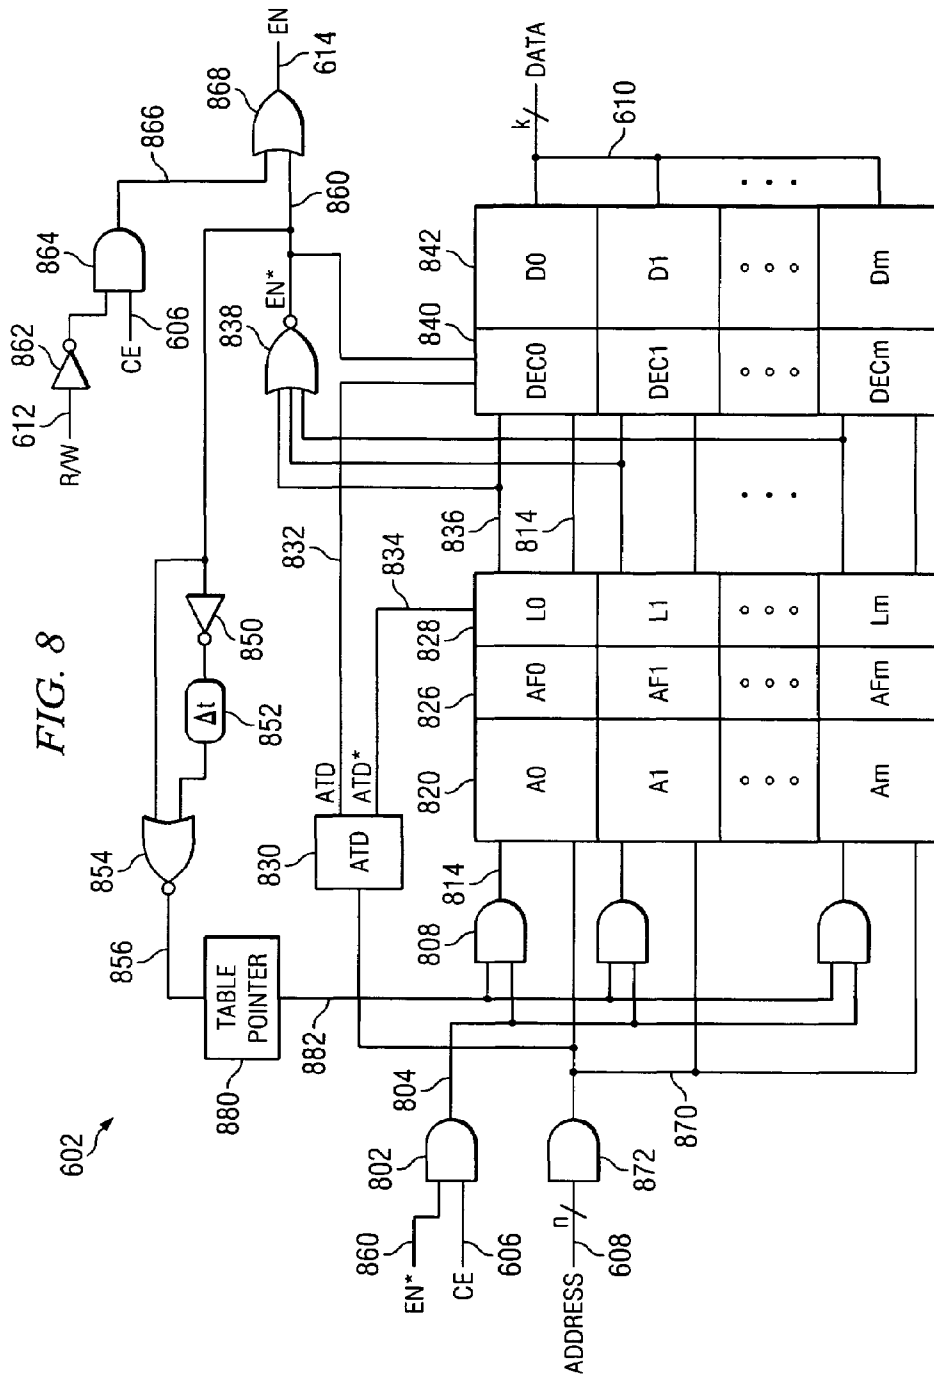 FIG. 8
602
R/W
612
862
CE
606
864
866
868
EN
614
860
EN*
838
856
854
850
Δt
852
TABLE
POINTER
880
882
ATD
830
ATD
ATD*
832
834
EN*
860
CE
606
802
804
ADDRESS
608
n
872
870
808
814
820
826
828
836
814
840
842
A0
AF0
L0
DEC0
D0
A1
AF1
L1
DEC1
D1
Am
AFm
Lm
DECm
Dm
k
DATA
610